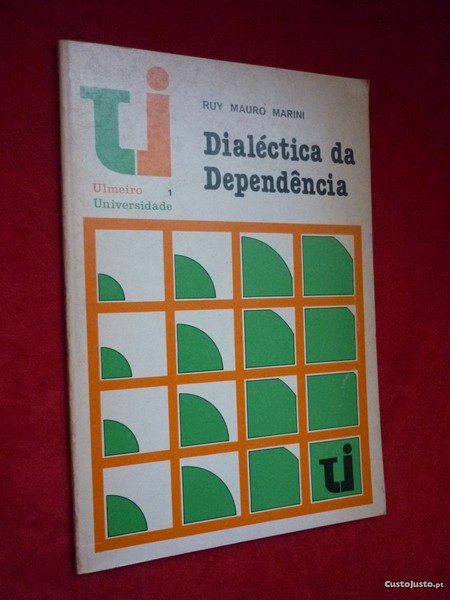 RUY MAURO MARINI
Dialéctica da
Dependência
Ulmeiro 1
Universidade
CustoJusto.pt